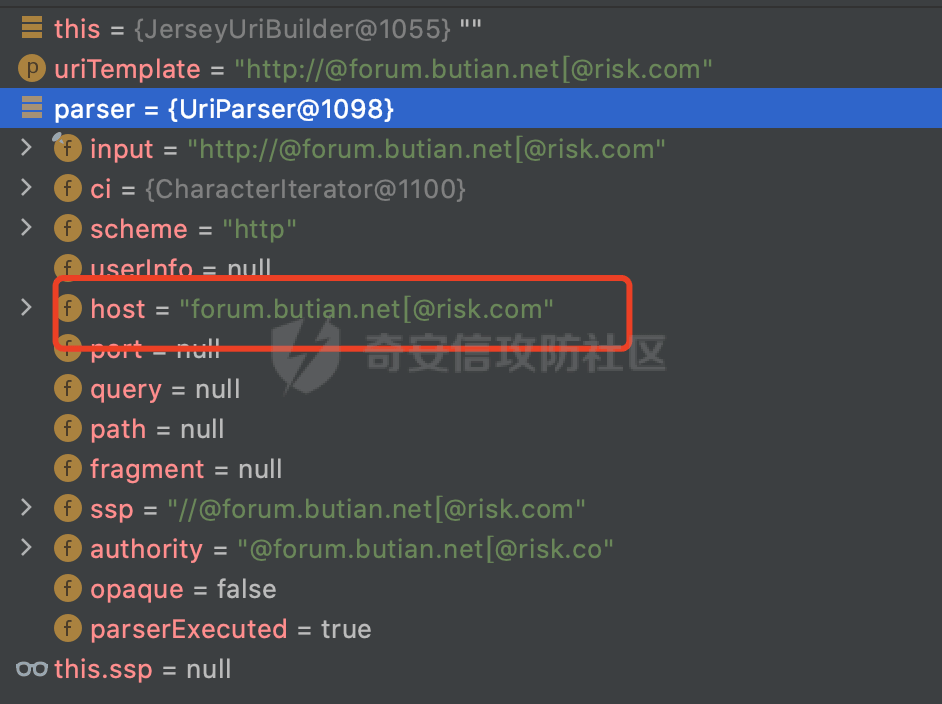 this = {JerseyUriBuilder@1055} ""
p uriTemplate = "http://@forum.butian.net[@risk.com"
parser = {UriParser@1098}
f input = "http://@forum.butian.net[@risk.com"
f ci = {CharacterIterator@1100}
f scheme = "http"
f userInfo = null
f host = "forum.butian.net[@risk.com"
f port = null
奇安信攻防社区
f query = null
f path = null
f fragment = null
f ssp = "//@forum.butian.net[@risk.com"
f authority = "@forum.butian.net[@risk.co"
f opaque = false
f parserExecuted = true
this.ssp = null